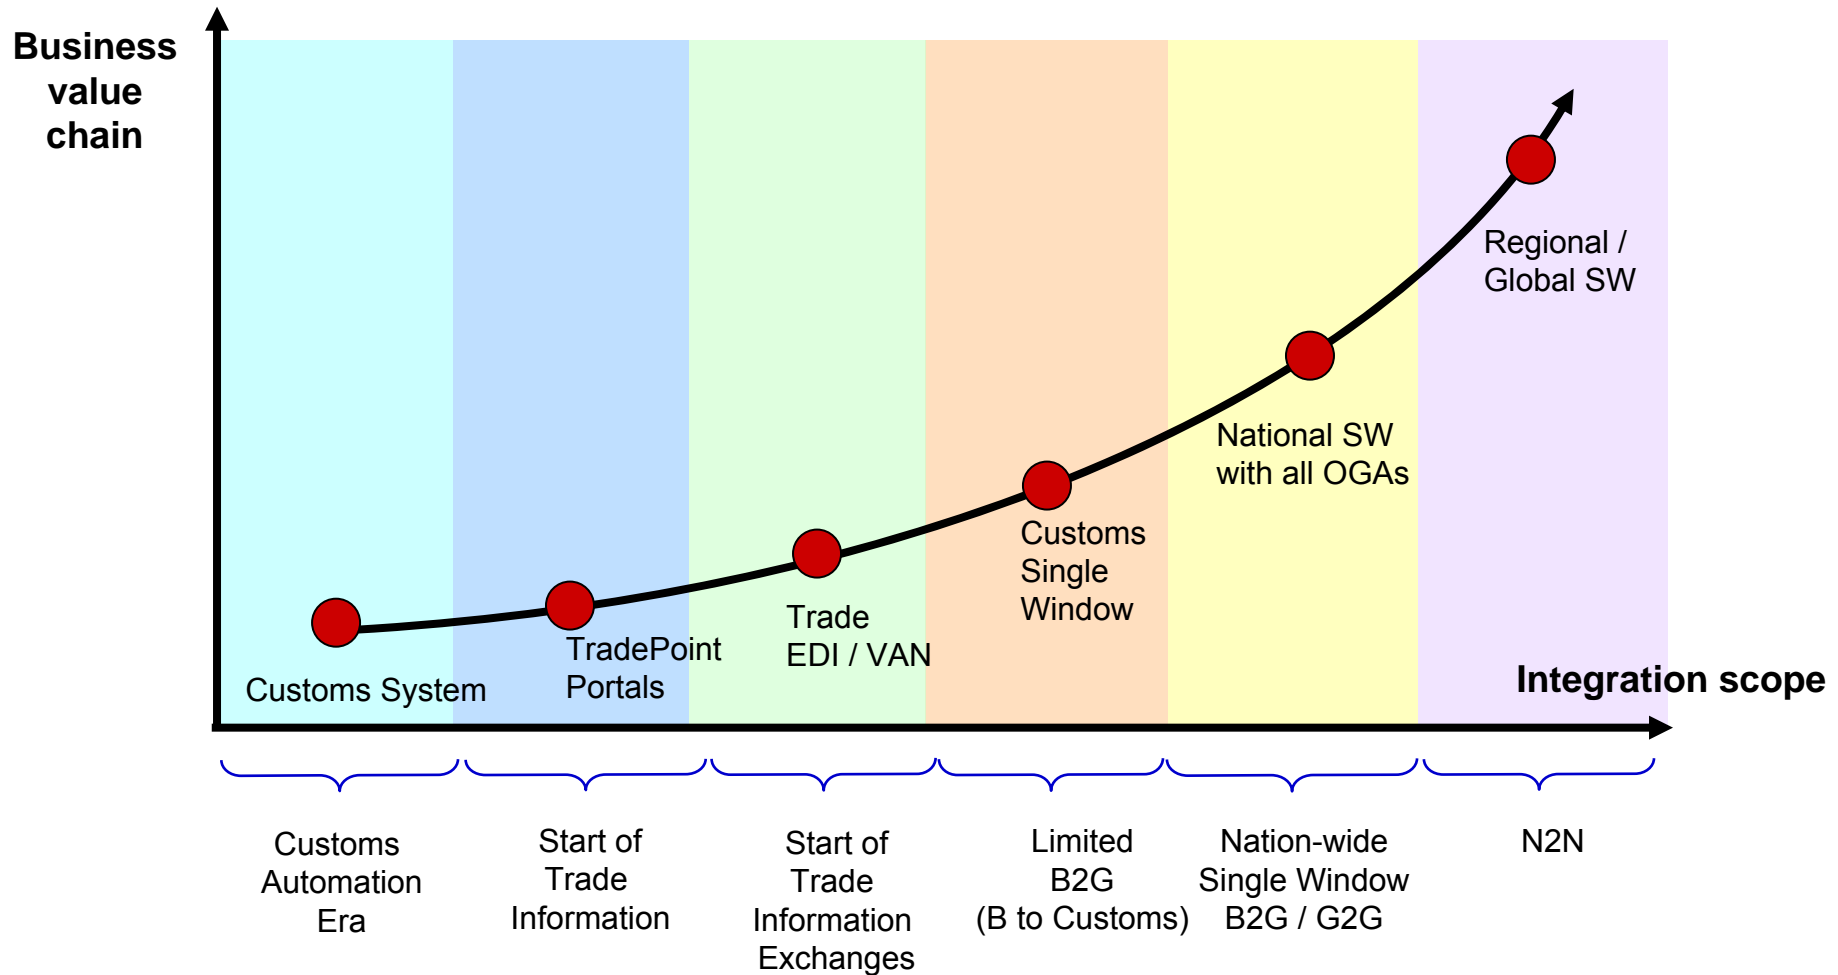 Business
value
chain
Regional /
Global SW
National SW
with all OGAs
Customs
Single
Window
Trade
EDI / VAN
TradePoint
Portals
Customs System
Integration scope
Customs
Automation
Era
Start of
Trade
Information
Start of
Trade
Information
Exchanges
Limited
B2G
(B to Customs)
Nation-wide
Single Window
B2G / G2G
N2N